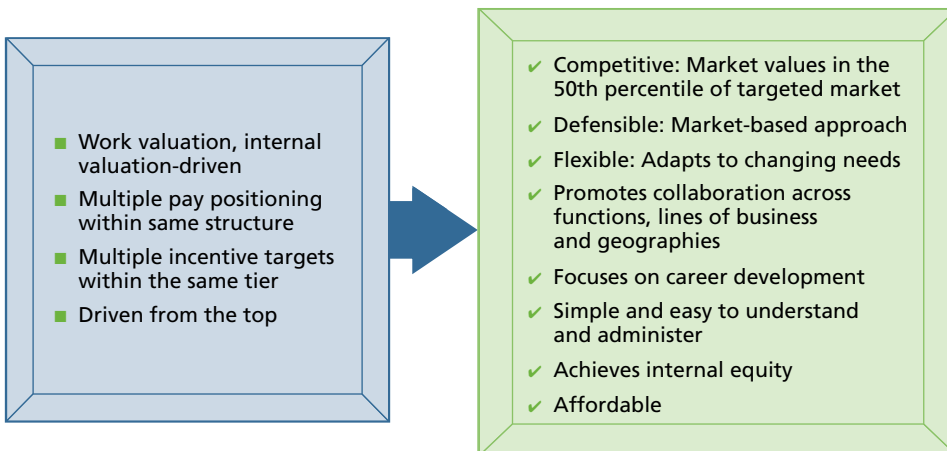 ■ Work valuation, internal
valuation-driven
■ Multiple pay positioning
within same structure
■ Multiple incentive targets
within the same tier
■ Driven from the top
✔ Competitive: Market values in the
50th percentile of targeted market
✔ Defensible: Market-based approach
✔ Flexible: Adapts to changing needs
✔ Promotes collaboration across
functions, lines of business
and geographies
✔ Focuses on career development
✔ Simple and easy to understand
and administer
✔ Achieves internal equity
✔ Affordable